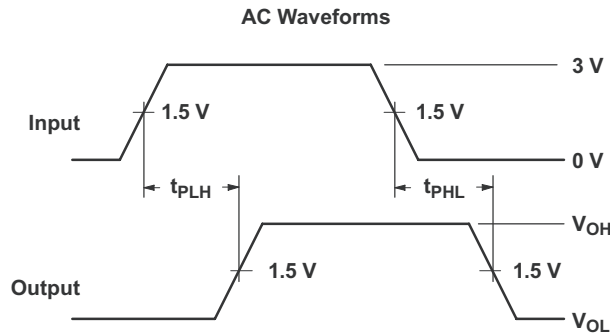 AC Waveforms
3 V
Input
1.5 V
1.5 V
0 V
tPLH
tPHL
VOH
Output
1.5 V
1.5 V
VOL